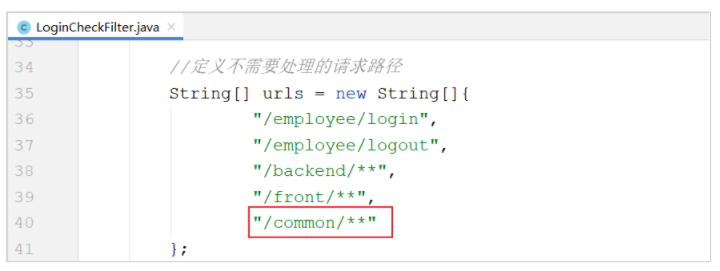 LoginCheckFilter.java
33
34 //定义不需要处理的请求路径
35 String[] urls = new String[]{
36 "/employee/login",
37 "/employee/logout",
38 "/backend/**",
39 "/front/**",
40 "/common/**"
41 };